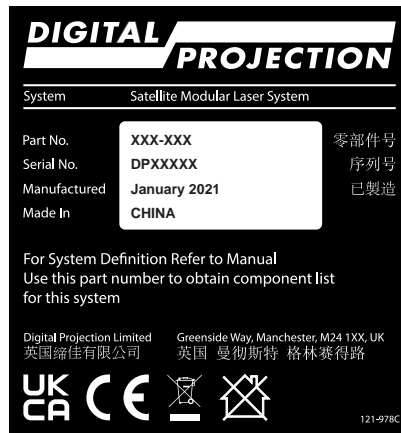 DIGITAL
PROJECTION
System Satellite Modular Laser System
Part No. XXX-XXX 零部件号
Serial No. DPXXXXX 序列号
Manufactured January 2021 已製造
Made In CHINA
For System Definition Refer to Manual
Use this part number to obtain component list
for this system
Digital Projection Limited Greenside Way, Manchester, M24 1XX, UK
英国缔佳有限公司 英国 曼彻斯特 格林赛得路
UK
CA CE
121-978C